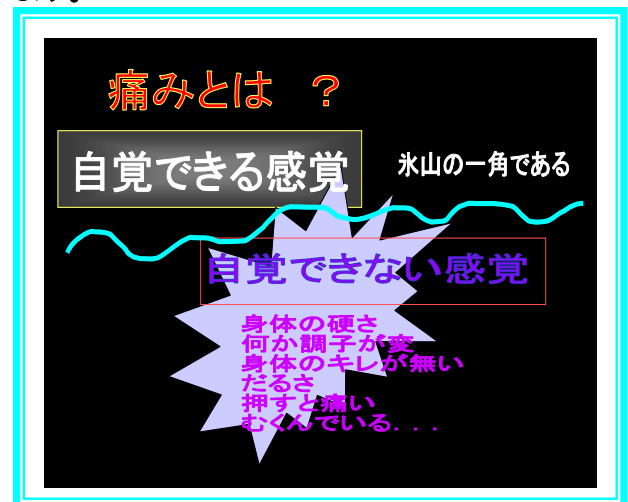 痛みとは　？
自覚できる感覚
氷山の一角である
自覚できない感覚
身体の硬さ
何か調子が変
身体のキレが無い
だるさ
押すと痛い
むくんでいる．．．